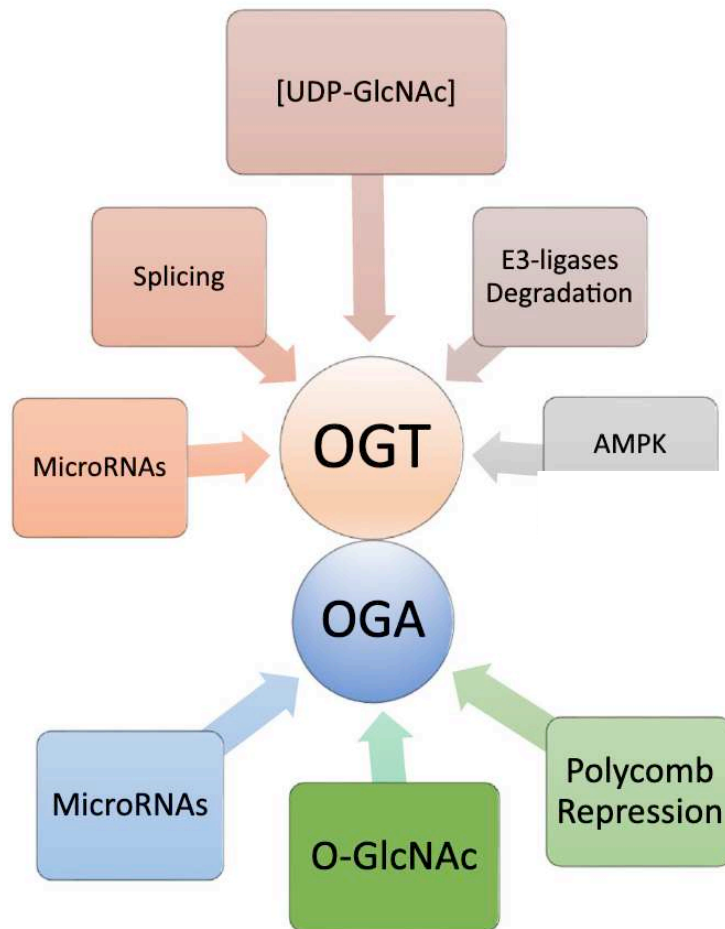 [UDP-GlcNAc]
Splicing
E3-ligases
Degradation
MicroRNAs
OGT
AMPK
OGA
MicroRNAs
O-GlcNAc
Polycomb
Repression